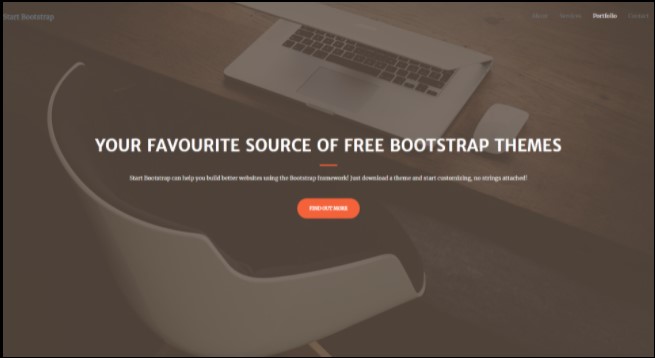 Start Bootstrap
About Services Portfolio Contact
YOUR FAVOURITE SOURCE OF FREE BOOTSTRAP THEMES
Start Bootstrap can help you build better websites using the Bootstrap framework! Just download a theme and start customizing, no strings attached!
FIND OUT MORE